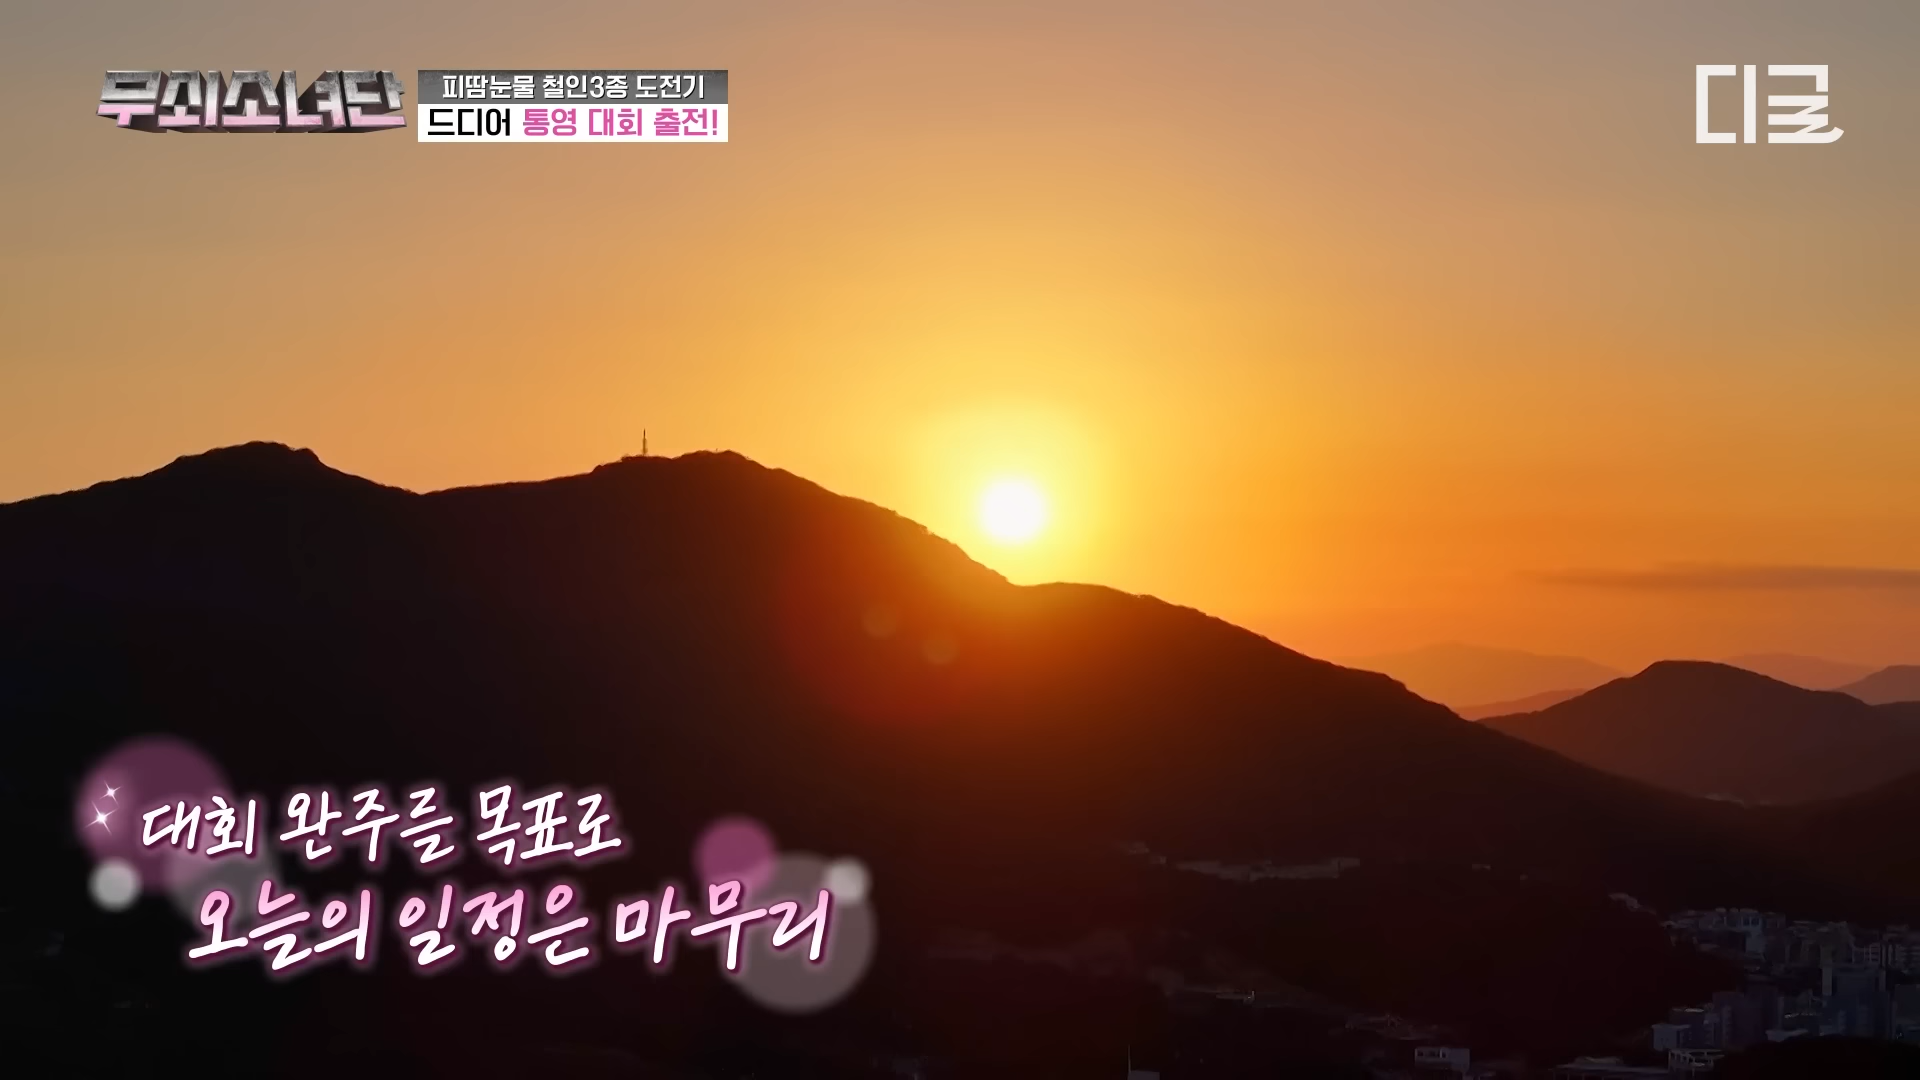 무쇠소녀단
피땀눈물 철인3종 도전기
드디어 통영 대회 출전!
디글
대회 완주를 목표로
오늘의 일정은 마무리